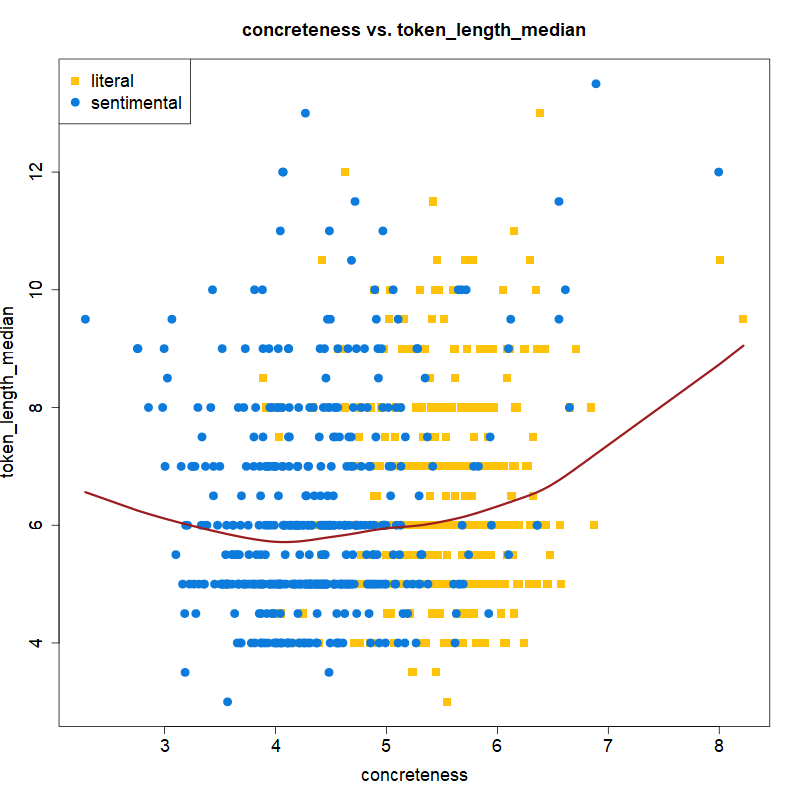 concreteness vs. token_length_median
literal
sentimental
token_length_median
12
10
8
6
4
3 4 5 6 7 8
concreteness